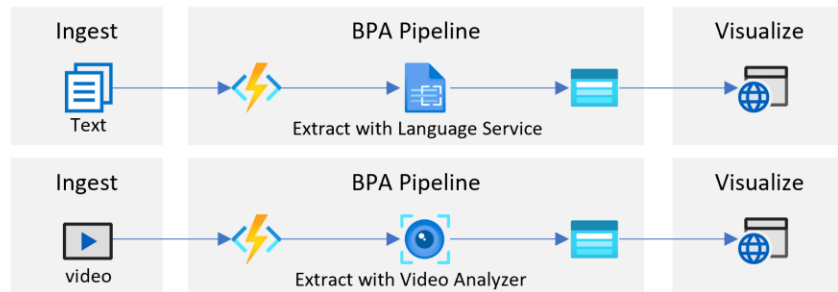 Ingest
BPA Pipeline
Visualize
Text
Extract with Language Service
Ingest
BPA Pipeline
Visualize
video
Extract with Video Analyzer